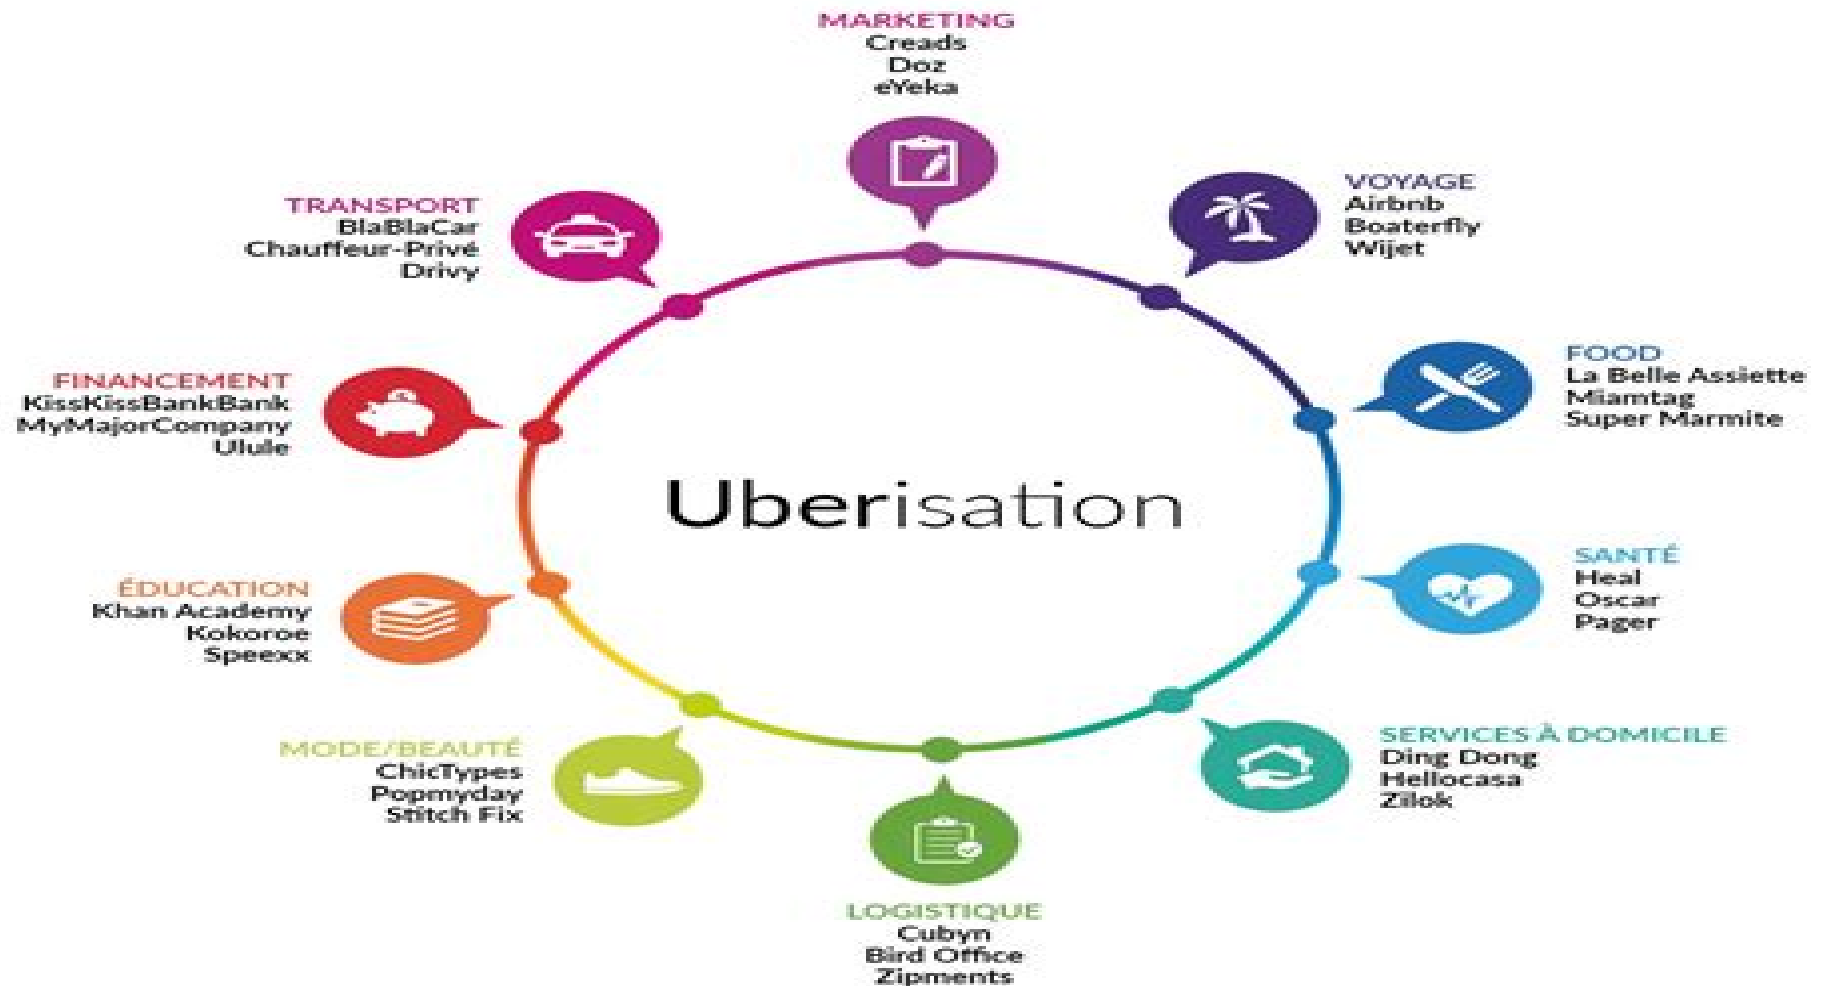 MARKETING
Creads
Doz
eYeka
VOYAGE
Airbnb
Boaterfly
Wijet
FOOD
La Belle Assiette
Miamtag
Super Marmite
SANTÉ
Heal
Oscar
Pager
SERVICES À DOMICILE
Ding Dong
Hellocasa
Zilok
LOGISTIQUE
Cubyn
Bird Office
Zipments
MODE/BEAUTÉ
ChicTypes
Popmyday
Stitch Fix
ÉDUCATION
Khan Academy
Kokoroe
Speexx
FINANCEMENT
KissKissBankBank
MyMajorCompany
Ulule
TRANSPORT
BlaBlaCar
Chauffeur-Privé
Drivy
Uberisation